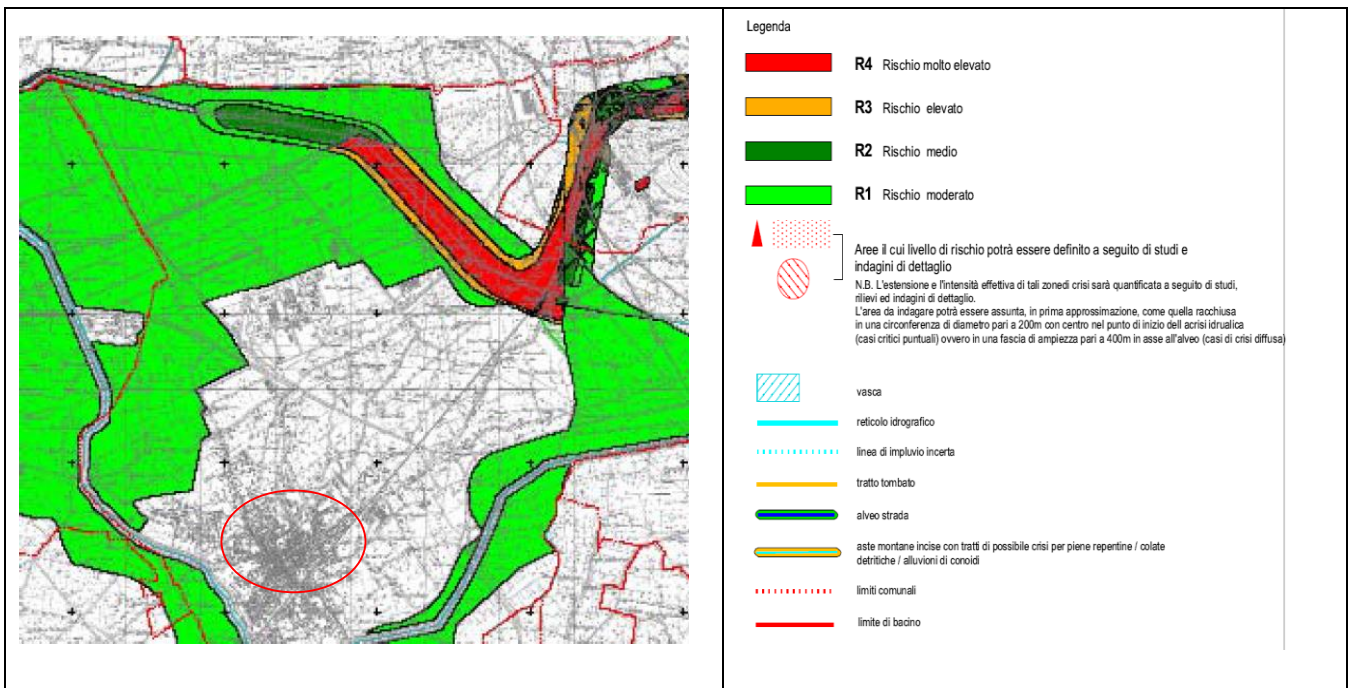 Legenda
R4 Rischio molto elevato
R3 Rischio elevato
R2 Rischio medio
R1 Rischio moderato
Aree il cui livello di rischio potrà essere definito a seguito di studi e
indagini di dettaglio
N.B. L'estensione e l'intensità effettiva di tali zonedi crisi sarà quantificata a seguito di studi,
rilievi ed indagini di dettaglio.
L'area da indagare potrà essere assunta, in prima approssimazione, come quella racchiusa
in una circonferenza di diametro pari a 200m con centro nel punto di inizio dell acrisi idrualica
(casi critici puntuali) ovvero in una fascia di ampiezza pari a 400m in asse all'alveo (casi di crisi diffusa)
vasca
reticolo idrografico
linea di impluvio incerta
tratto tombato
alveo strada
aste montane incise con tratti di possibile crisi per piene repentine / colate
detritiche / alluvioni di conoidi
limiti comunali
limite di bacino